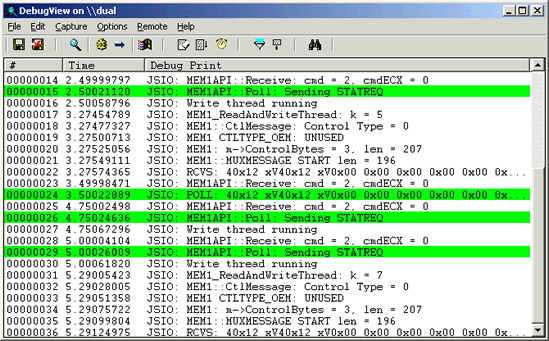 DebugView on \\dual
File Edit Capture Options Remote Help
# Time Debug Print
00000014 2.49999797 JSIO: MEM1API::Receive: cmd = 2, cmdECX = 0
00000015 2.50021120 JSIO: MEM1API::Poll: Sending STATREQ
00000016 2.50058796 JSIO: Write thread running
00000017 3.27454789 JSIO: MEM1_ReadAndWriteThread: k = 5
00000018 3.27477327 JSIO: MEM1::CtlMessage: Control Type = 0
00000019 3.27500713 JSIO: MEM1 CTLTYPE_OEM: UNUSED
00000020 3.27525056 JSIO: MEM1: m->ControlBytes = 3, len = 207
00000021 3.27549111 JSIO: MEM1::MUXMESSAGE START len = 196
00000022 3.27574365 JSIO: RCVS: 40x12 xV40x12 xV0x00 0x00 0x00 0x00 0x00 0x...
00000023 3.49998471 JSIO: MEM1API::Receive: cmd = 2, cmdECX = 0
00000024 3.50022889 JSIO: POLL: 40x12 xV40x12 xV0x00 0x00 0x00 0x00 0x00 0x...
00000025 4.75002498 JSIO: MEM1API::Receive: cmd = 2, cmdECX = 0
00000026 4.75024636 JSIO: MEM1API::Poll: Sending STATREQ
00000027 4.75067296 JSIO: Write thread running
00000028 5.00004104 JSIO: MEM1API::Receive: cmd = 2, cmdECX = 0
00000029 5.00026009 JSIO: MEM1API::Poll: Sending STATREQ
00000030 5.00061820 JSIO: Write thread running
00000031 5.29005423 JSIO: MEM1_ReadAndWriteThread: k = 7
00000032 5.29028005 JSIO: MEM1::CtlMessage: Control Type = 0
00000033 5.29051358 JSIO: MEM1 CTLTYPE_OEM: UNUSED
00000034 5.29075722 JSIO: MEM1: m->ControlBytes = 3, len = 207
00000035 5.29099804 JSIO: MEM1::MUXMESSAGE START len = 196
00000036 5.29124975 JSIO: RCVS: 40x12 xV40x12 xV0x00 0x00 0x00 0x00 0x00 0x...